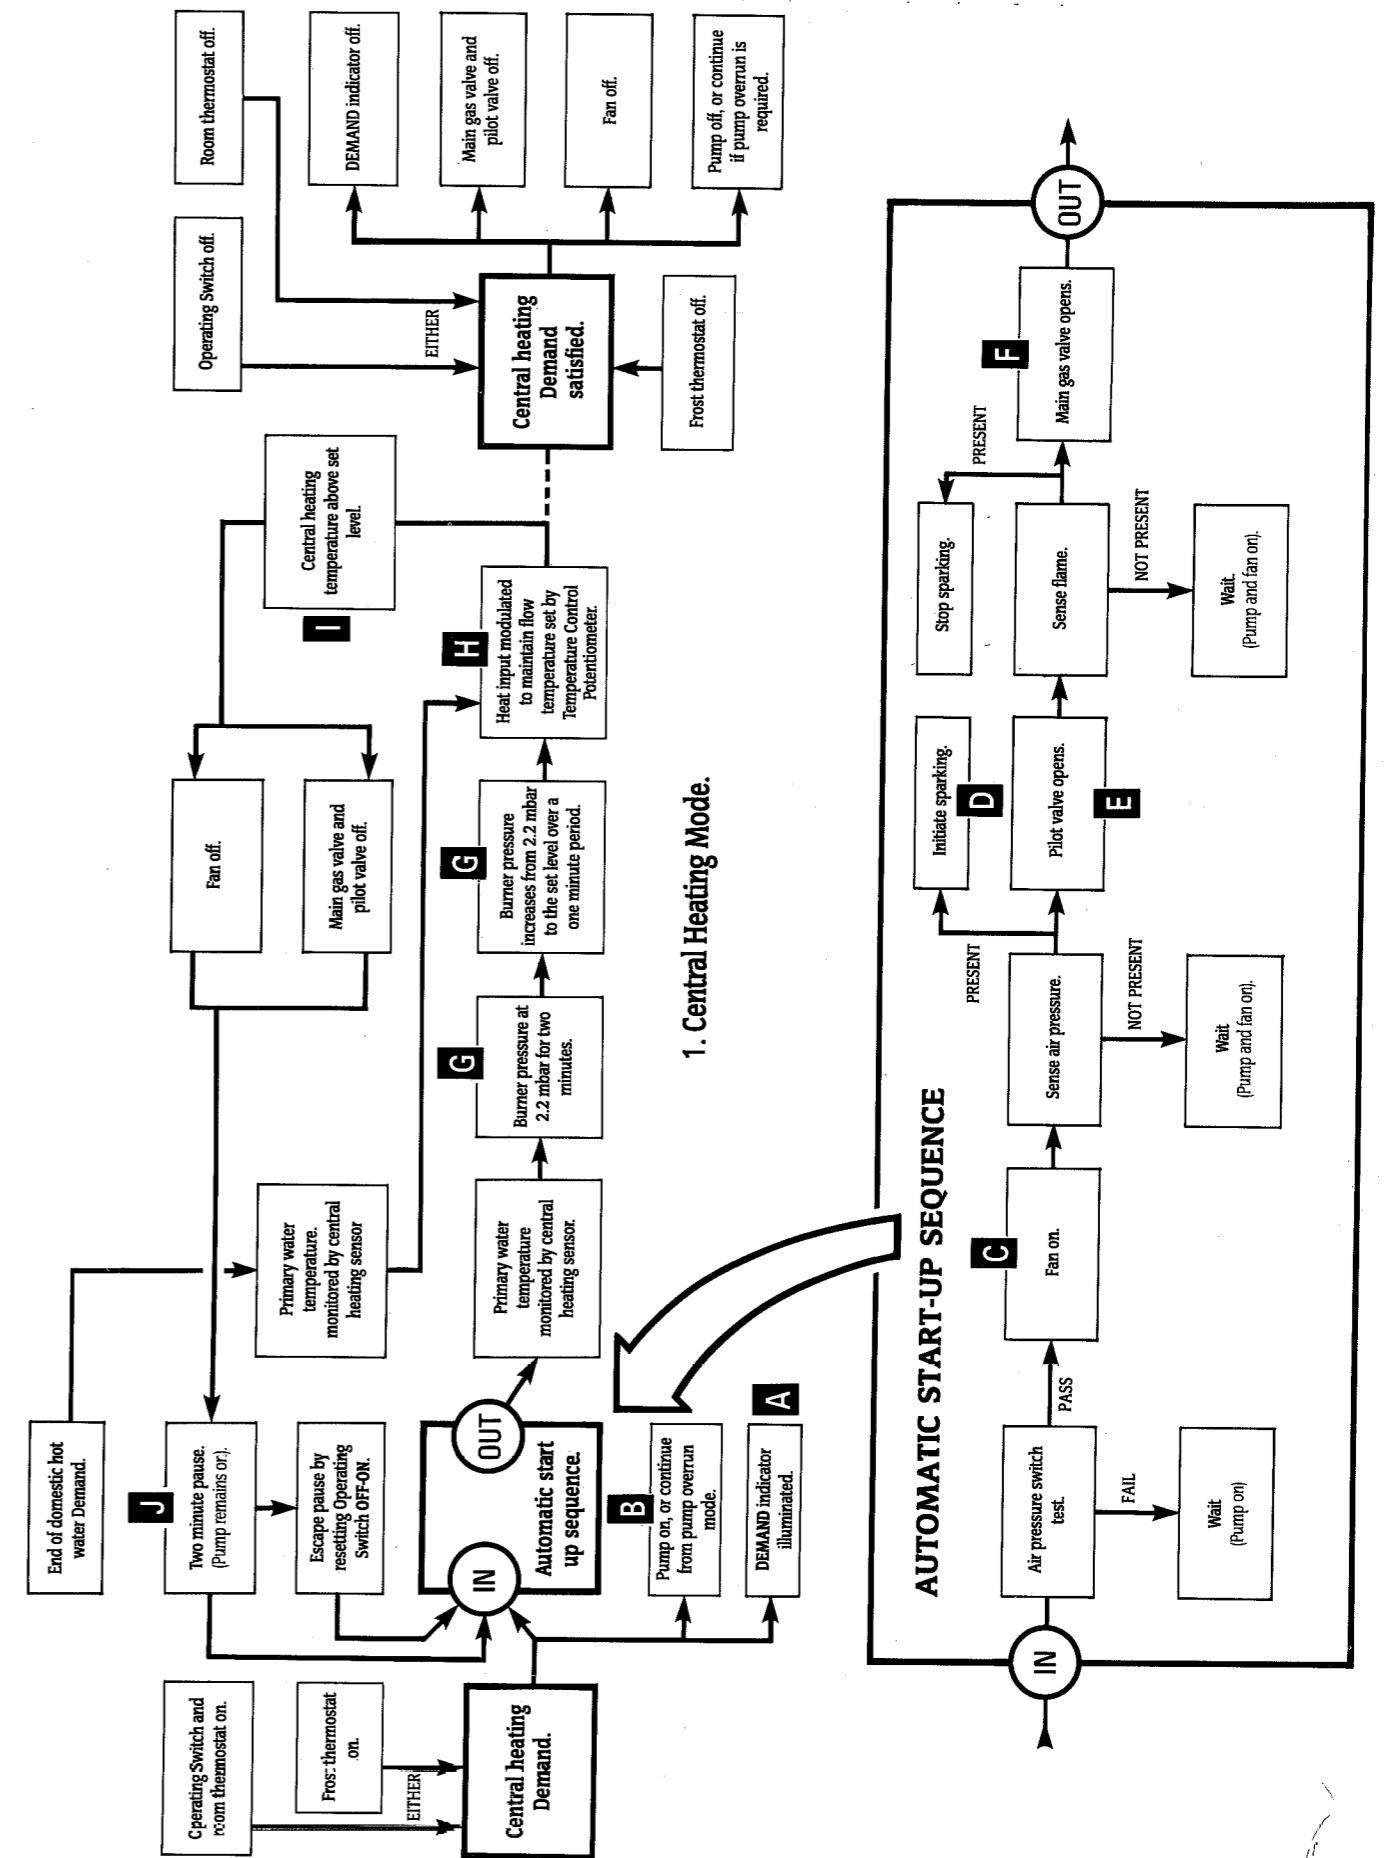 Operating Switch and
room thermostat on.
Frost thermostat
on.
EITHER
Central heating
Demand.
End of domestic hot
water Demand.
J
Two minute pause.
(Pump remains on).
Escape pause by
resetting Operating
Switch OFF-ON.
IN
OUT
Automatic start
up sequence.
B
Pump on, or continue
from pump overrun
mode.
A
DEMAND indicator
illuminated.
Primary water
temperature.
monitored by central
heating sensor
Primary water
temperature
monitored by central
heating sensor.
G
Burner pressure at
2.2 mbar for two
minutes.
G
Burner pressure
increases from 2.2 mbar
to the set level over a
one minute period.
H
Heat input modulated
to maintain flow
temperature set by
Temperature Control
Potentiometer.
Fan off.
Main gas valve and
pilot valve off.
I
Central heating
temperature above set
level.
Operating Switch off.
Room thermostat off.
EITHER
Central heating
Demand
satisfied.
Frost thermostat off.
DEMAND indicator off.
Main gas valve and
pilot valve off.
Fan off.
Pump off, or continue
if pump overrun is
required.
1. Central Heating Mode.
AUTOMATIC START-UP SEQUENCE
IN
Air pressure switch
test.
FAIL
Wait
(Pump on)
PASS
C
Fan on.
Sense air pressure.
NOT PRESENT
Wait
(Pump and fan on).
PRESENT
Initiate sparking.
D
Pilot valve opens.
E
Sense flame.
NOT PRESENT
Wait.
(Pump and fan on).
PRESENT
Stop sparking.
F
Main gas valve opens.
OUT